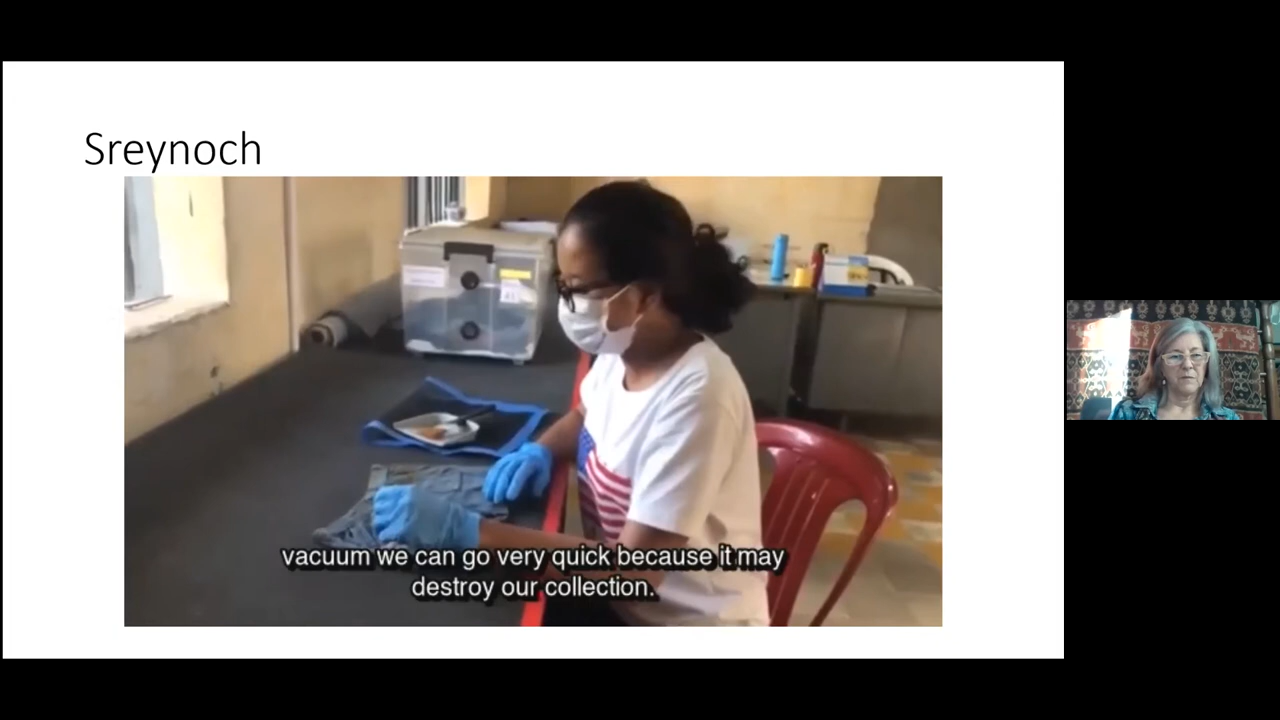 Sreynoch
vacuum we can go very quick because it may
destroy our collection.